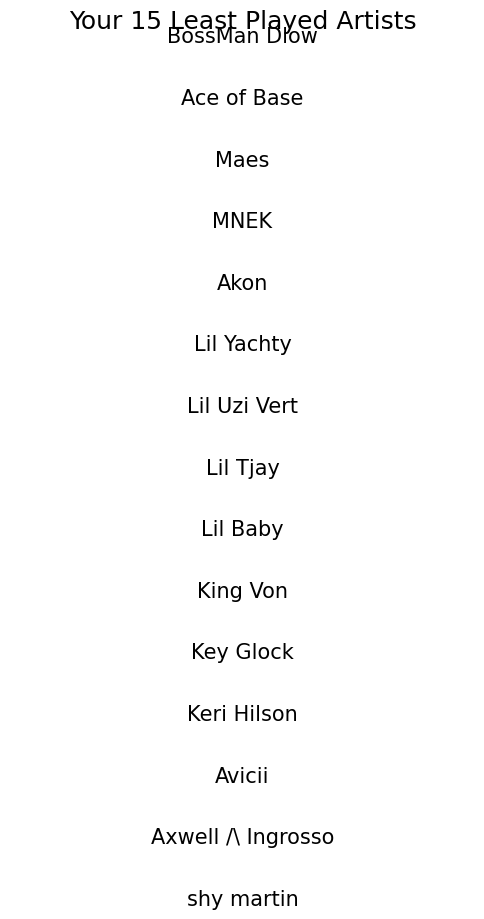 Your 15 Least Played Artists
BossMan Dlow
Ace of Base
Maes
MNEK
Akon
Lil Yachty
Lil Uzi Vert
Lil Tjay
Lil Baby
King Von
Key Glock
Keri Hilson
Avicii
Axwell /\ Ingrosso
shy martin